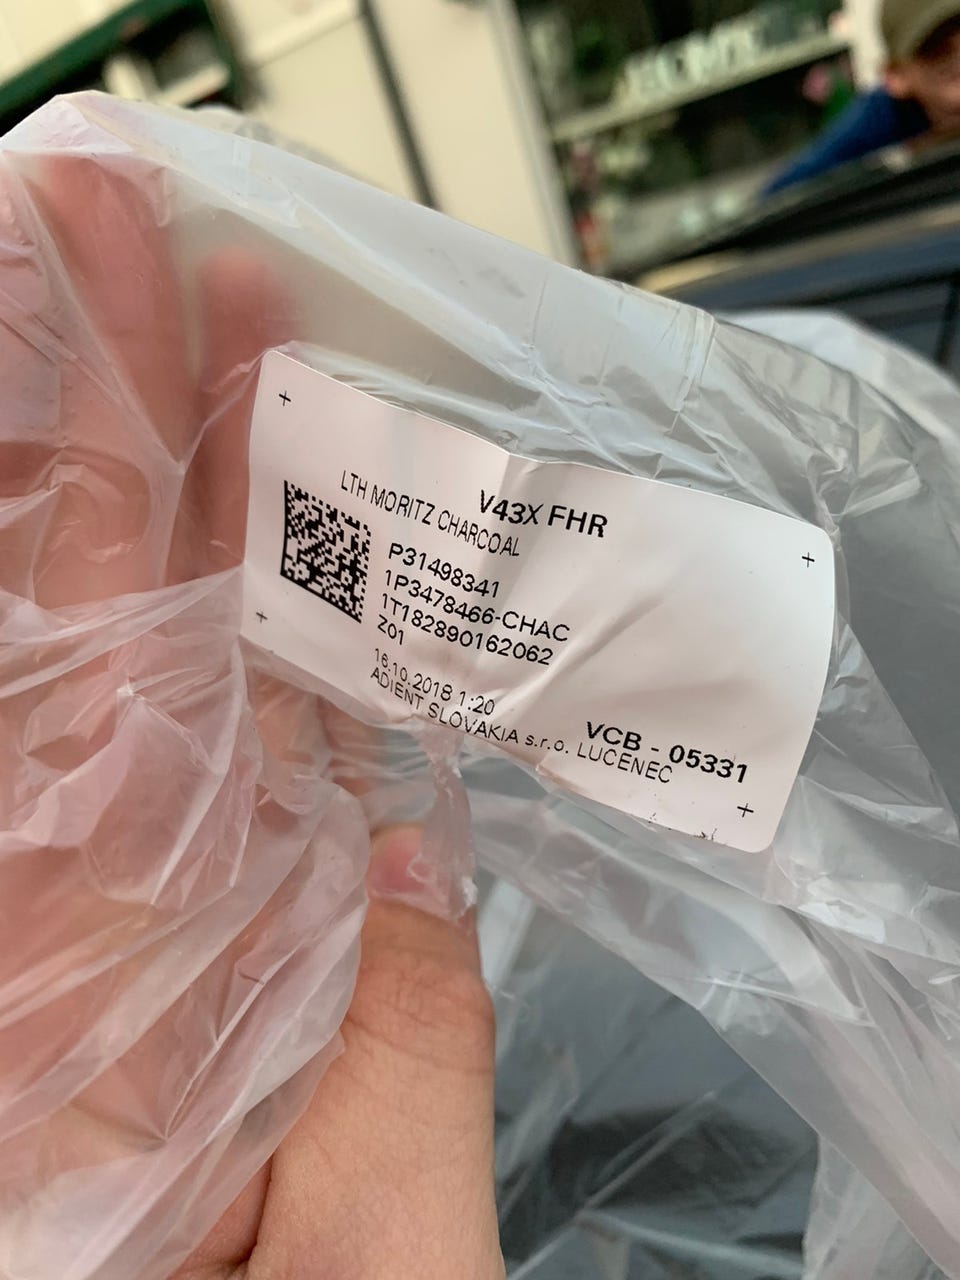 HOME
V43X FHR
LTH MORITZ CHARCOAL
P31498341
1P3478466-CHAC
1T182890162062
Z01
16.10.2018 1:20
ADIENT SLOVAKIA s.r.o. LUCENEC
VCB - 05331